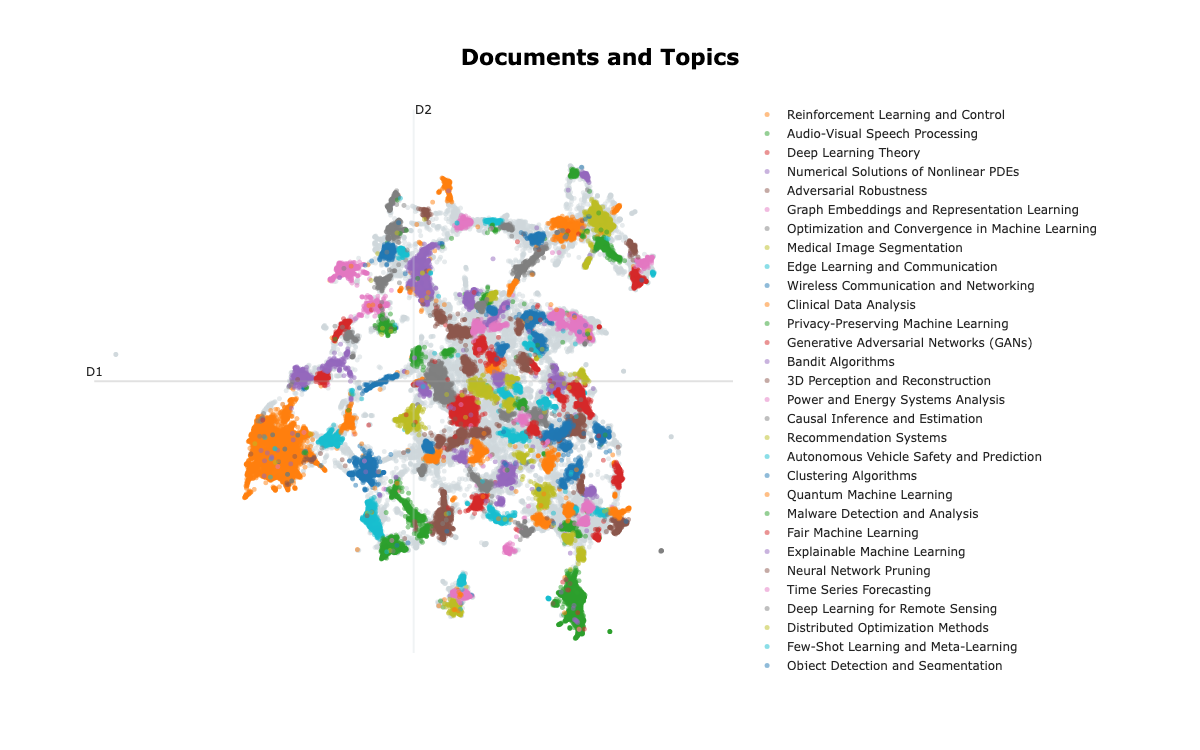 Documents and Topics
D2
D1
Reinforcement Learning and Control
Audio-Visual Speech Processing
Deep Learning Theory
Numerical Solutions of Nonlinear PDEs
Adversarial Robustness
Graph Embeddings and Representation Learning
Optimization and Convergence in Machine Learning
Medical Image Segmentation
Edge Learning and Communication
Wireless Communication and Networking
Clinical Data Analysis
Privacy-Preserving Machine Learning
Generative Adversarial Networks (GANs)
Bandit Algorithms
3D Perception and Reconstruction
Power and Energy Systems Analysis
Causal Inference and Estimation
Recommendation Systems
Autonomous Vehicle Safety and Prediction
Clustering Algorithms
Quantum Machine Learning
Malware Detection and Analysis
Fair Machine Learning
Explainable Machine Learning
Neural Network Pruning
Time Series Forecasting
Deep Learning for Remote Sensing
Distributed Optimization Methods
Few-Shot Learning and Meta-Learning
Object Detection and Segmentation